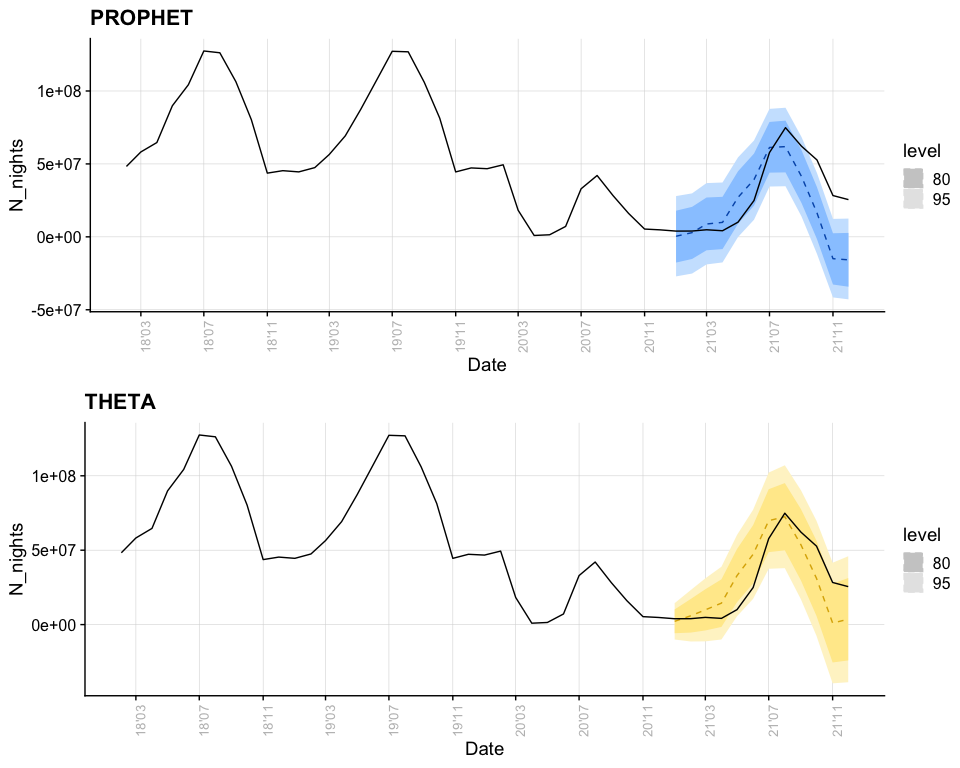 PROPHET
N_nights
1e+08
5e+07
0e+00
-5e+07
18'03
18'07
18'11
19'03
19'07
19'11
20'03
20'07
20'11
21'03
21'07
21'11
Date
level
80
95
THETA
N_nights
1e+08
5e+07
0e+00
18'03
18'07
18'11
19'03
19'07
19'11
20'03
20'07
20'11
21'03
21'07
21'11
Date
level
80
95